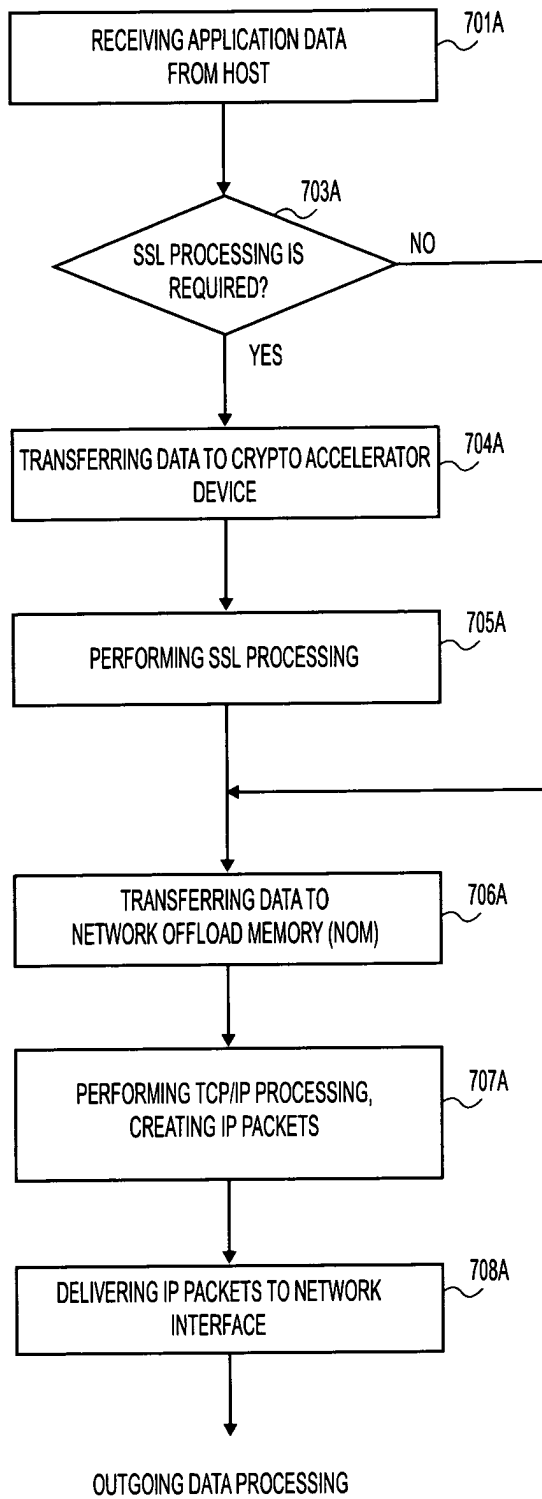 RECEIVING APPLICATION DATA
FROM HOST
701A
703A
SSL PROCESSING IS
REQUIRED?
NO
YES
TRANSFERRING DATA TO CRYPTO ACCELERATOR
DEVICE
704A
PERFORMING SSL PROCESSING
705A
TRANSFERRING DATA TO
NETWORK OFFLOAD MEMORY (NOM)
706A
PERFORMING TCP/IP PROCESSING,
CREATING IP PACKETS
707A
DELIVERING IP PACKETS TO NETWORK
INTERFACE
708A
OUTGOING DATA PROCESSING